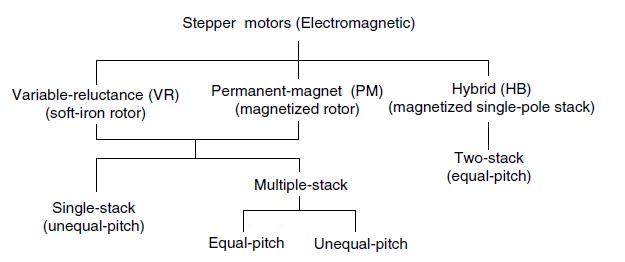 Stepper motors (Electromagnetic)
Variable-reluctance (VR)
(soft-iron rotor)
Permanent-magnet (PM)
(magnetized rotor)
Hybrid (HB)
(magnetized single-pole stack)
Two-stack
(equal-pitch)
Single-stack
(unequal-pitch)
Multiple-stack
Equal-pitch
Unequal-pitch